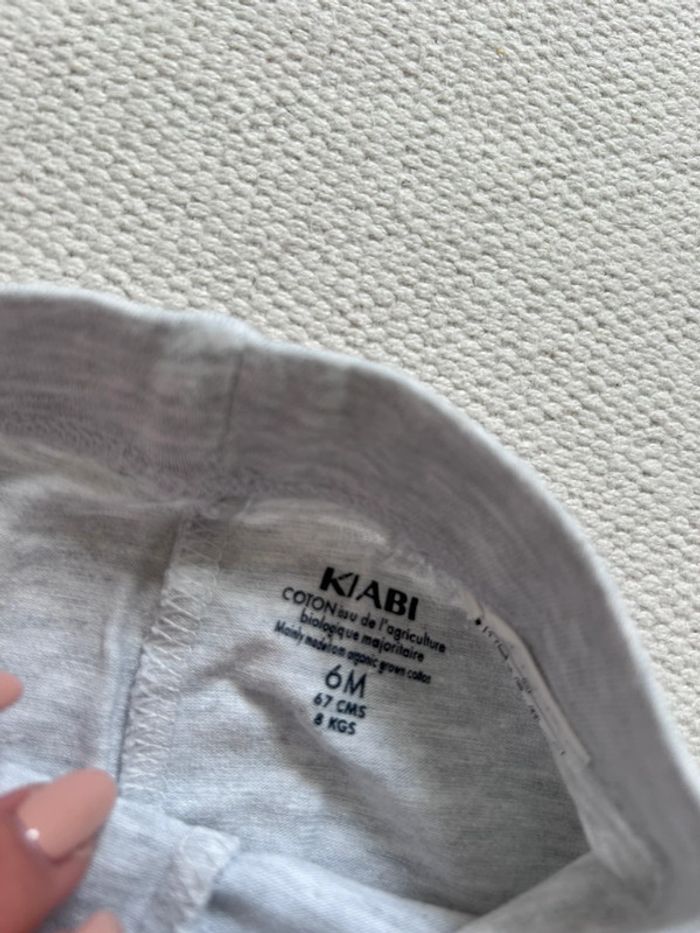 KIABI
COTON issu de l'agriculture
biologique majoritaire
Mainly made from organic grown cotton
6M
67 CMS
8 KGS